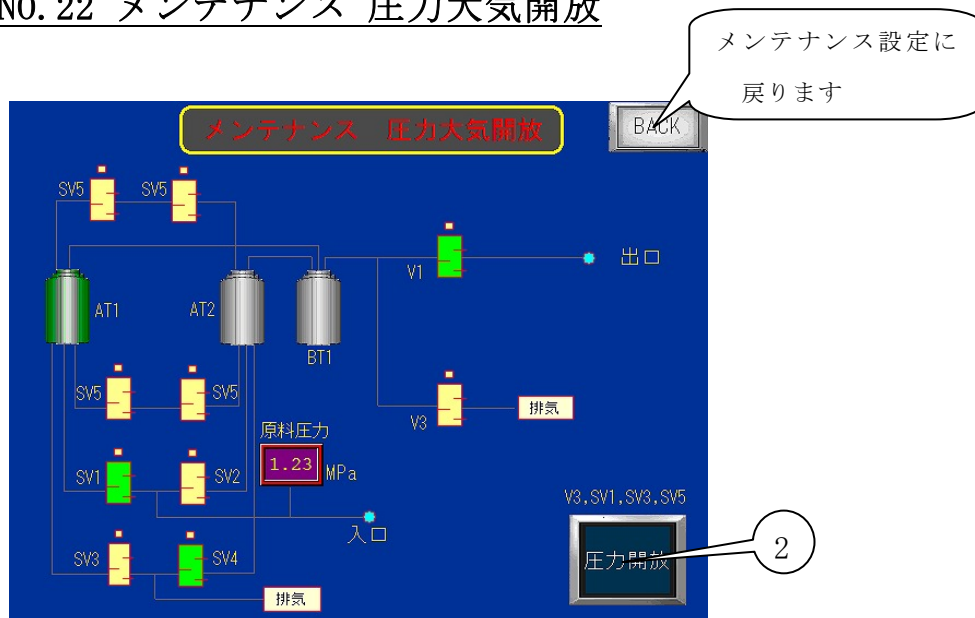 NO.22 メンテナンス 圧力大気開放
メンテナンス設定に
戻ります
メンテナンス 圧力大気開放
BACK
SV5
SV5
V1
出口
AT1
AT2
BT1
SV5
SV5
V3
排気
原料圧力
1.23
MPa
SV1
SV2
V3,SV1,SV3,SV5
入口
圧力開放
2
SV3
SV4
排気